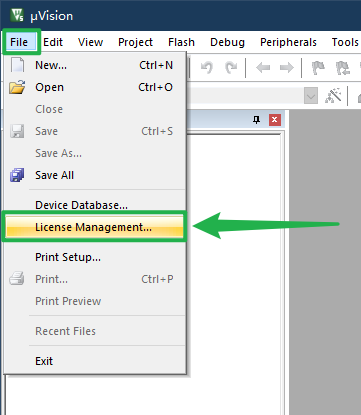 µVision
File Edit View Project Flash Debug Peripherals Tools
New... Ctrl+N
Open Ctrl+O
Close
Save Ctrl+S
Save As...
Save All
Device Database...
License Management...
Print Setup...
Print... Ctrl+P
Print Preview
Recent Files
Exit